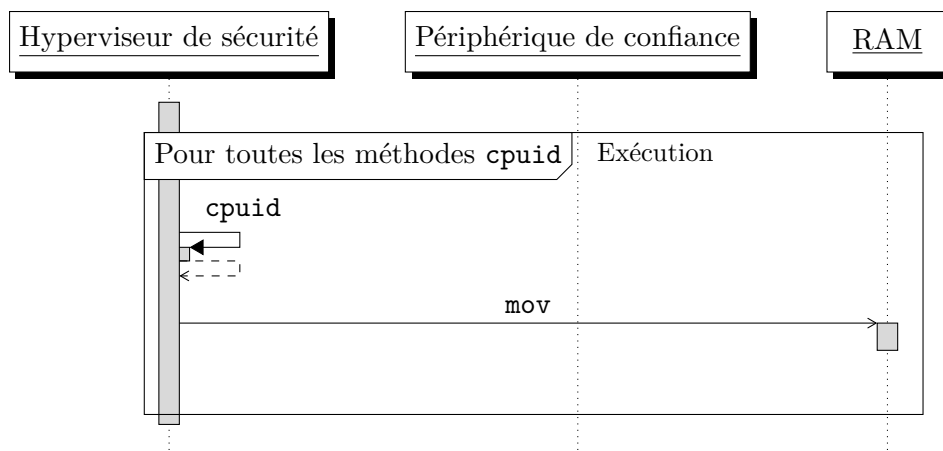 Hyperviseur de sécurité
Périphérique de confiance
RAM
Pour toutes les méthodes cpuid
Exécution
cpuid
mov